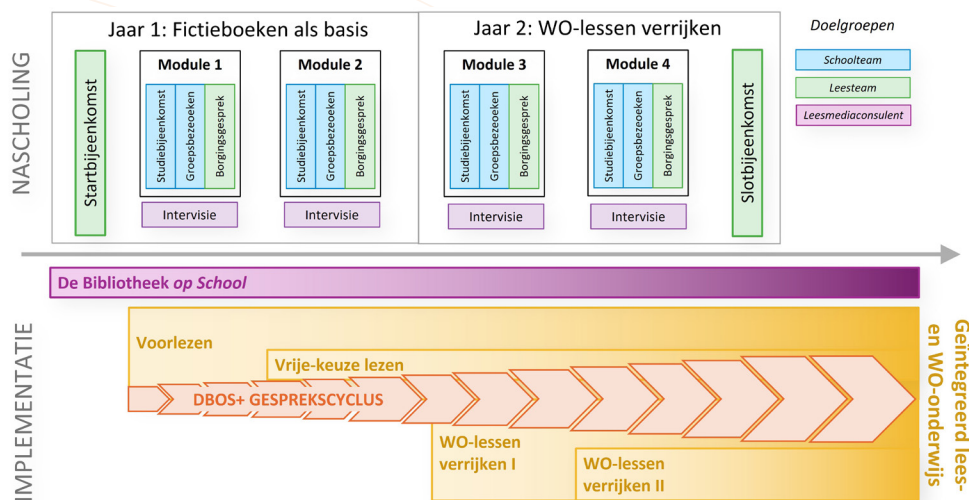 NASCHOLING
Jaar 1: Fictieboeken als basis
Startbijeenkomst
Module 1
Studiebijeenkomst
Groepsbezoeken
Borgingsgesprek
Intervisie
Module 2
Studiebijeenkomst
Groepsbezoeken
Borgingsgesprek
Intervisie
Jaar 2: WO-lessen verrijken
Module 3
Studiebijeenkomst
Groepsbezoeken
Borgingsgesprek
Intervisie
Module 4
Studiebijeenkomst
Groepsbezoeken
Borgingsgesprek
Intervisie
Slotbijeenkomst
Doelgroepen
Schoolteam
Leesteam
Leesmediaconsulent
IMPLEMENTATIE
De Bibliotheek op School
Voorlezen
Vrije-keuze lezen
DBOS+ GESPREKSCYCLUS
WO-lessen
verrijken I
WO-lessen
verrijken II
Geïntegreerd lees-
en WO-onderwijs